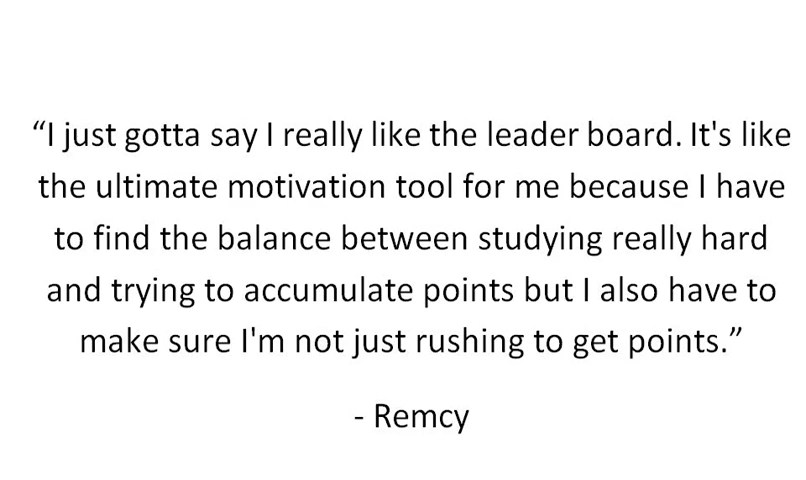 “I just gotta say I really like the leader board. It's like
the ultimate motivation tool for me because I have
to find the balance between studying really hard
and trying to accumulate points but I also have to
make sure I'm not just rushing to get points.”
- Remcy